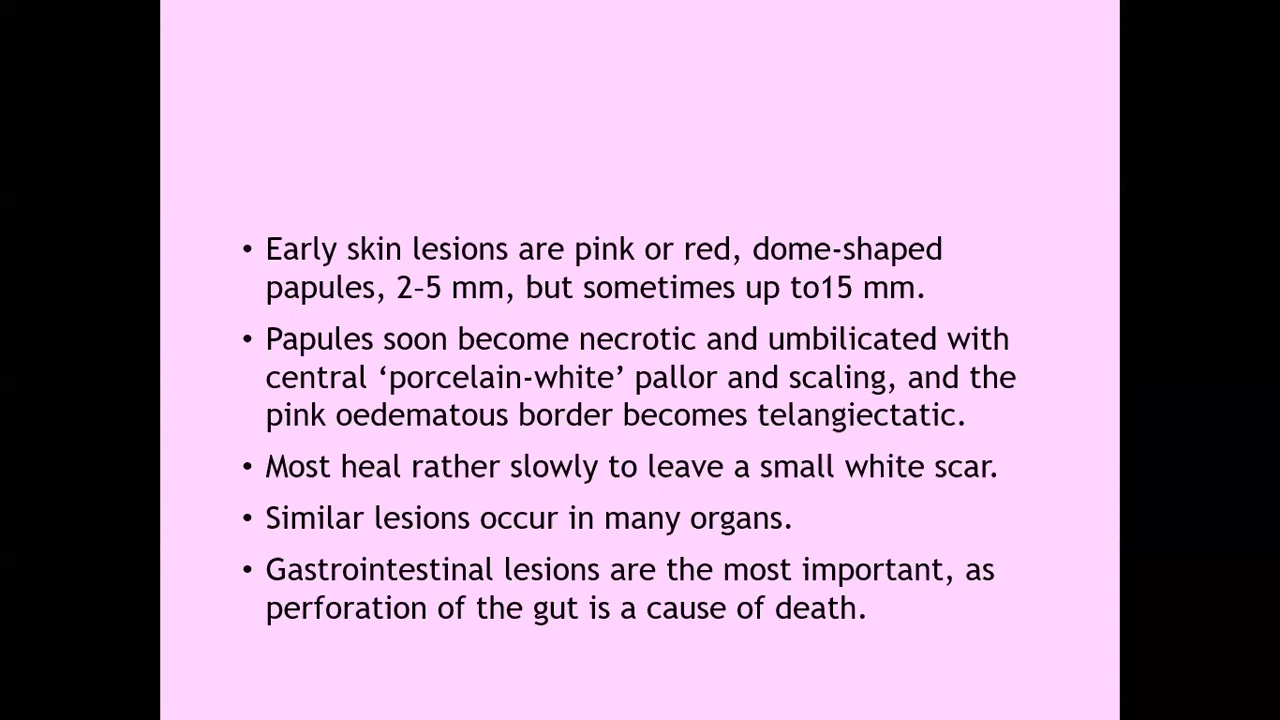 • Early skin lesions are pink or red, dome-shaped
papules, 2–5 mm, but sometimes up to15 mm.
• Papules soon become necrotic and umbilicated with
central ‘porcelain-white’ pallor and scaling, and the
pink oedematous border becomes telangiectatic.
• Most heal rather slowly to leave a small white scar.
• Similar lesions occur in many organs.
• Gastrointestinal lesions are the most important, as
perforation of the gut is a cause of death.